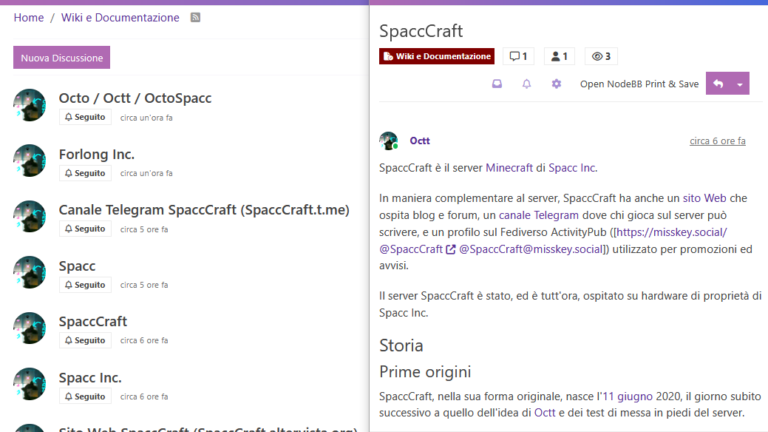 Home / Wiki e Documentazione
Nuova Discussione
Octo / Octt / OctoSpacc
Seguito circa un'ora fa
Forlong Inc.
Seguito circa un'ora fa
Canale Telegram SpaccCraft (SpaccCraft.t.me)
Seguito circa 5 ore fa
Spacc
Seguito circa 5 ore fa
SpaccCraft
Seguito circa 6 ore fa
Spacc Inc.
Seguito circa 6 ore fa
Sito Web SpaccCraft (SpaccCraft.altervista.org)
SpaccCraft
Wiki e Documentazione 1 1 3
Open NodeBB Print & Save
Octt circa 6 ore fa
SpaccCraft è il server Minecraft di Spacc Inc.
In maniera complementare al server, SpaccCraft ha anche un sito Web che
ospita blog e forum, un canale Telegram dove chi gioca sul server può
scrivere, e un profilo sul Fediverso ActivityPub ([https://misskey.social/
@SpaccCraft @SpaccCraft@misskey.social]) utilizzato per promozioni ed
avvisi.
Il server SpaccCraft è stato, ed è tutt'ora, ospitato su hardware di proprietà di
Spacc Inc.
Storia
Prime origini
SpaccCraft, nella sua forma originale, nasce l'11 giugno 2020, il giorno subito
successivo a quello dell'idea di Octt e dei test di messa in piedi del server.